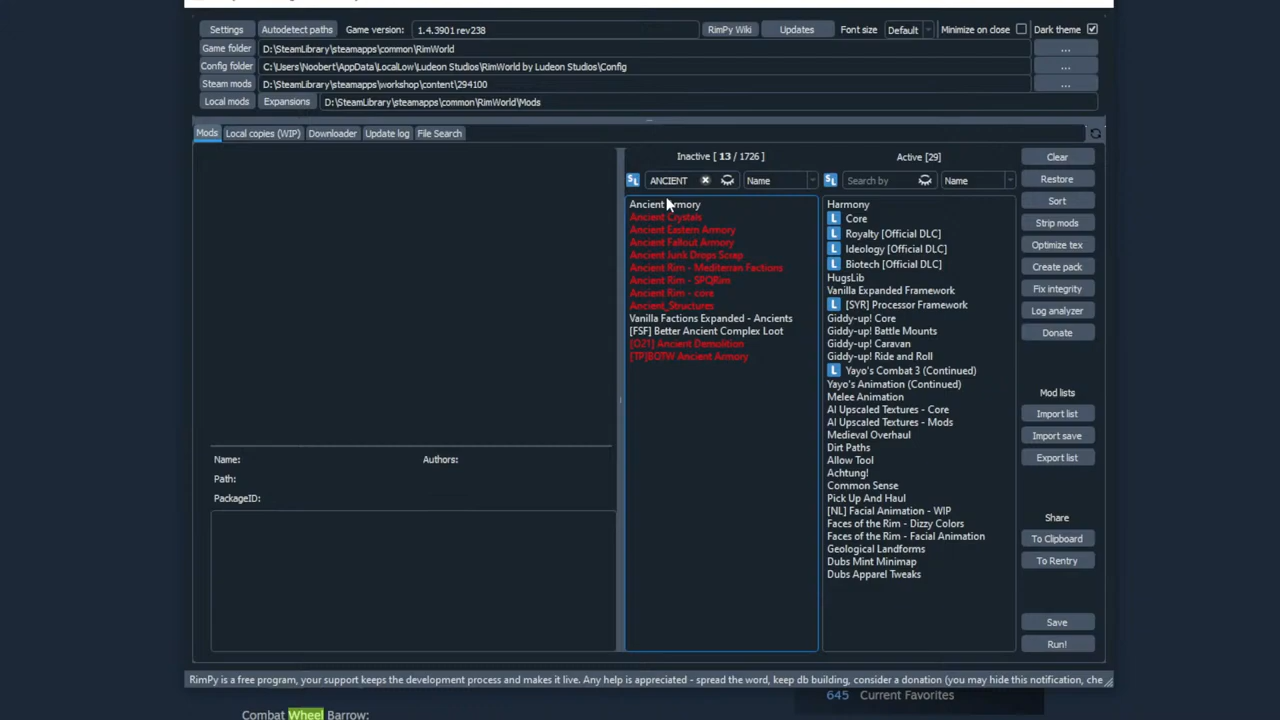 Settings Autodetect paths Game version: 1.4.3901 rev238 RimPy Wiki Updates Font size Default Minimize on close Dark theme
Game folder D:\SteamLibrary\steamapps\common\RimWorld ...
Config folder C:\Users\Noobert\AppData\LocalLow\Ludeon Studios\RimWorld by Ludeon Studios\Config ...
Steam mods D:\SteamLibrary\steamapps\workshop\content\294100 ...
Local mods Expansions D:\SteamLibrary\steamapps\common\RimWorld\Mods
Mods Local copies (WIP) Downloader Update log File Search
Name: Authors:
Path:
PackageID:
Inactive [ 13 / 1726 ]
SL ANCIENT Name
Ancient Armory
Ancient Crystals
Ancient Eastern Armory
Ancient Fallout Armory
Ancient Junk Drops Scrap
Ancient Rim - Mediterran Factions
Ancient Rim - SPQRim
Ancient Rim - core
Ancient_Structures
Vanilla Factions Expanded - Ancients
[FSF] Better Ancient Complex Loot
[O21] Ancient Demolition
[TP]BOTW Ancient Armory
Active [29]
SL Search by Name
Harmony
L Core
L Royalty [Official DLC]
L Ideology [Official DLC]
L Biotech [Official DLC]
HugsLib
Vanilla Expanded Framework
L [SYR] Processor Framework
Giddy-up! Core
Giddy-up! Battle Mounts
Giddy-up! Caravan
Giddy-up! Ride and Roll
L Yayo's Combat 3 (Continued)
Yayo's Animation (Continued)
Melee Animation
AI Upscaled Textures - Core
AI Upscaled Textures - Mods
Medieval Overhaul
Dirt Paths
Allow Tool
Achtung!
Common Sense
Pick Up And Haul
[NL] Facial Animation - WIP
Faces of the Rim - Dizzy Colors
Faces of the Rim - Facial Animation
Geological Landforms
Dubs Mint Minimap
Dubs Apparel Tweaks
Clear
Restore
Sort
Strip mods
Optimize tex
Create pack
Fix integrity
Log analyzer
Donate
Mod lists
Import list
Import save
Export list
Share
To Clipboard
To Rentry
Save
Run!
RimPy is a free program, your support keeps the development process and makes it live. Any help is appreciated - spread the word, keep db building, consider a donation (you may hide this notification, che
645 Current Favorites
Combat Wheel Barrow: